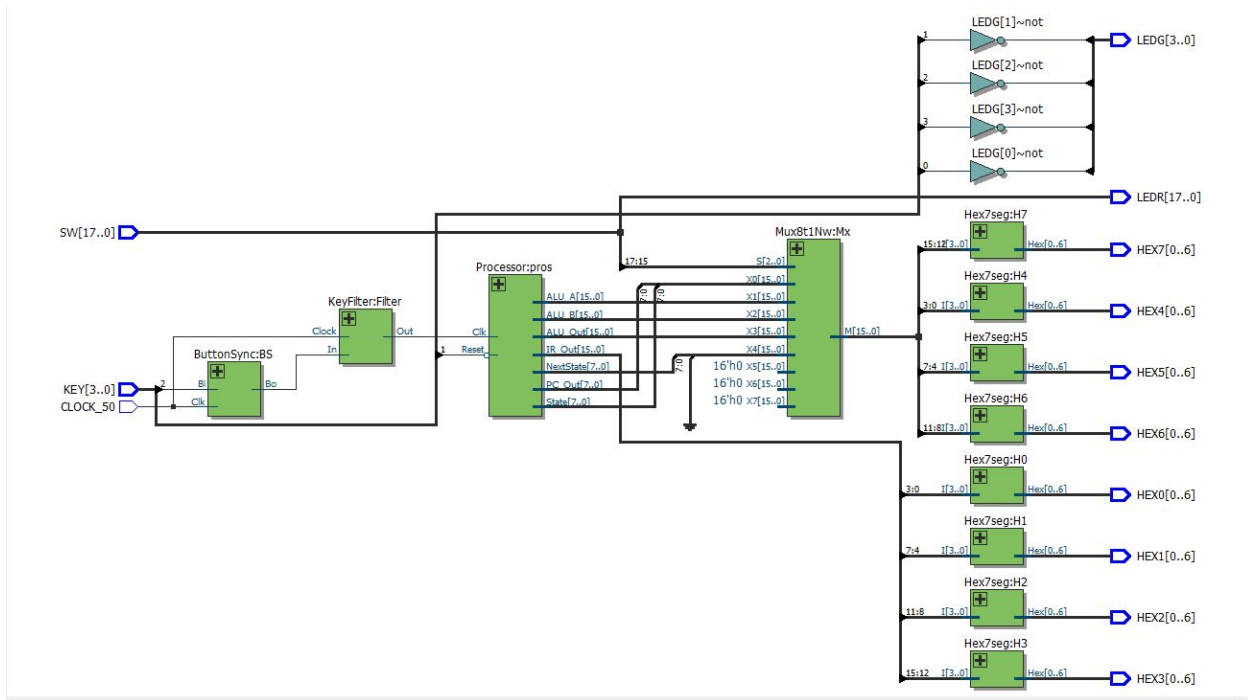 LEDG[1]~not
1
LEDG[3..0]
LEDG[2]~not
2
LEDG[3]~not
3
LEDG[0]~not
0
LEDR[17..0]
SW[17..0]
Hex7seg:H7
15:12 I[3..0] Hex[0..6] HEX7[0..6]
Mux8t1Nw:Mx
17:15 S[2..0]
X0[15..0]
X1[15..0]
X2[15..0]
X3[15..0]
X4[15..0]
16'h0 X5[15..0]
16'h0 X6[15..0]
16'h0 X7[15..0]
M[15..0]
7:0
7:0
7:0
Processor:pros
Clk
1 Reset
ALU_A[15..0]
ALU_B[15..0]
ALU_Out[15..0]
IR_Out[15..0]
NextState[7..0]
PC_Out[7..0]
State[7..0]
KeyFilter:Filter
Clock
In
Out
ButtonSync:BS
Bi
Clk
Bo
KEY[3..0]
2
CLOCK_50
Hex7seg:H4
3:0 I[3..0] Hex[0..6] HEX4[0..6]
Hex7seg:H5
7:4 I[3..0] Hex[0..6] HEX5[0..6]
Hex7seg:H6
11:8 I[3..0] Hex[0..6] HEX6[0..6]
Hex7seg:H0
3:0 I[3..0] Hex[0..6] HEX0[0..6]
Hex7seg:H1
7:4 I[3..0] Hex[0..6] HEX1[0..6]
Hex7seg:H2
11:8 I[3..0] Hex[0..6] HEX2[0..6]
Hex7seg:H3
15:12 I[3..0] Hex[0..6] HEX3[0..6]